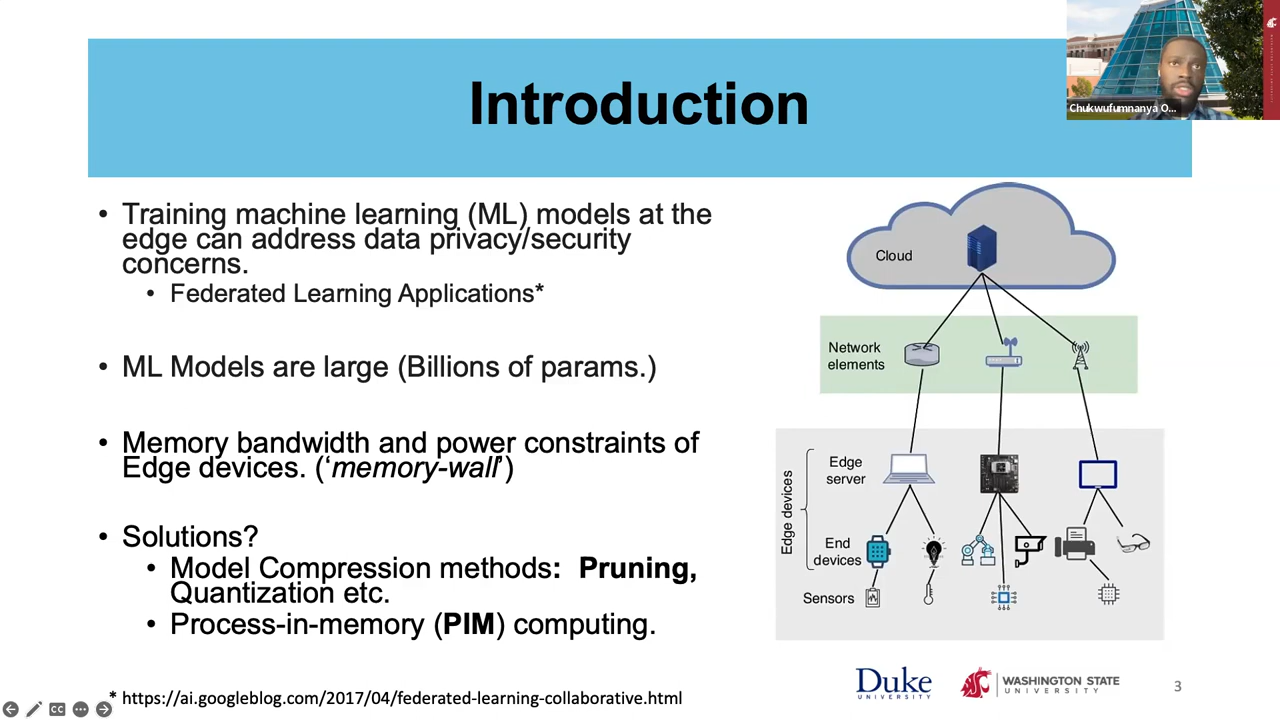 Introduction
Chukwufumnanya O...
• Training machine learning (ML) models at the
edge can address data privacy/security
concerns.
• Federated Learning Applications*
• ML Models are large (Billions of params.)
• Memory bandwidth and power constraints of
Edge devices. (‘memory-wall’)
• Solutions?
• Model Compression methods: Pruning,
Quantization etc.
• Process-in-memory (PIM) computing.
Cloud
Network
elements
Edge devices
Edge
server
End
devices
Sensors
* https://ai.googleblog.com/2017/04/federated-learning-collaborative.html
CC
Duke
UNIVERSITY
WASHINGTON STATE
UNIVERSITY
3